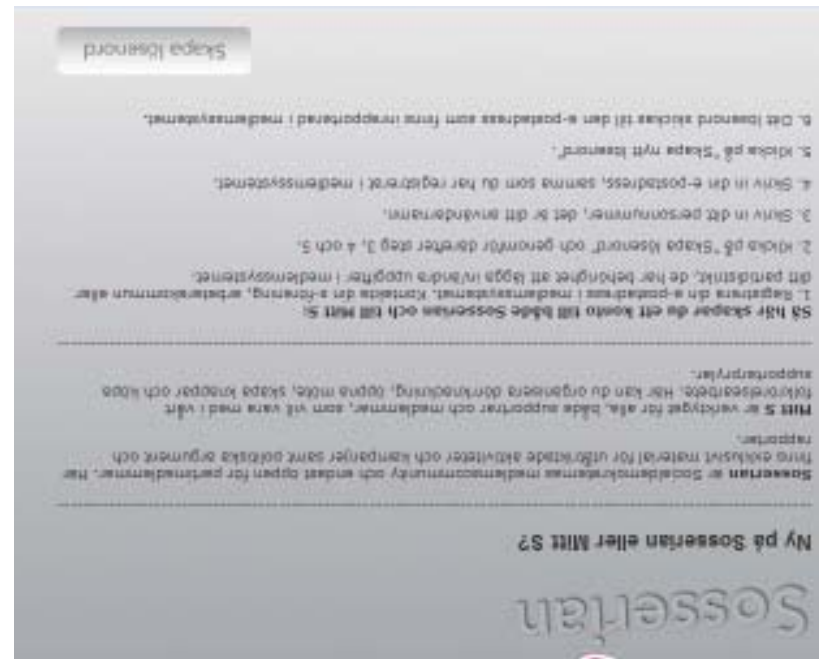 Sosserian
Ny på Sosserian eller Mitt S?
Sosserian är Socialdemokraternas medlemscommunity och endast öppen för partimedlemmar. Här
finns exklusivt material för utåtriktade aktiviteter och kampanjer samt politiska argument och
rapporter.
Mitt S är verktyget för alla, både supportrar och medlemmar, som vill vara med i vårt
folkrörelsearbete. Här kan du organisera dörrknackning, öppna möte, skapa knappar och köpa
supporterprylar.
Så här skapar du ett konto till både Sosserian och till Mitt S:
1. Registrera din e-postadress i medlemssystemet. Kontakta din s-förening, arbetarekommun eller
ditt partidistrikt, de har behörighet att lägga in/ändra uppgifter i medlemssystemet.
2. Klicka på "Skapa lösenord" och genomför därefter steg 3, 4 och 5.
3. Skriv in ditt personnummer, det är ditt användarnamn.
4. Skriv in din e-postadress, samma som du har registrerat i medlemssystemet.
5. Klicka på "Skapa nytt lösenord".
6. Ditt lösenord skickas till den e-postadress som finns inrapporterad i medlemssystemet.
Skapa lösenord